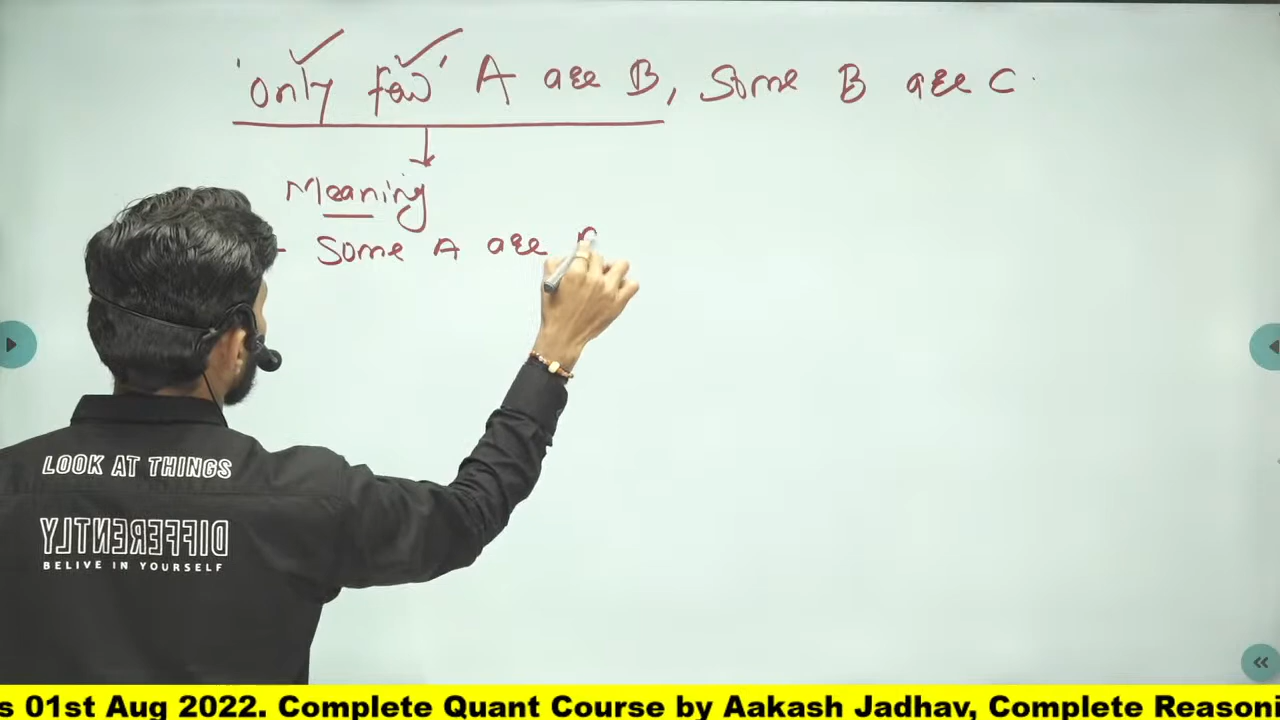 'only few' A are B, some B are C.
Meaning
- Some A are
LOOK AT THINGS
DIFFERENTLY
BELIVE IN YOURSELF
s 01st Aug 2022. Complete Quant Course by Aakash Jadhav, Complete Reasoni